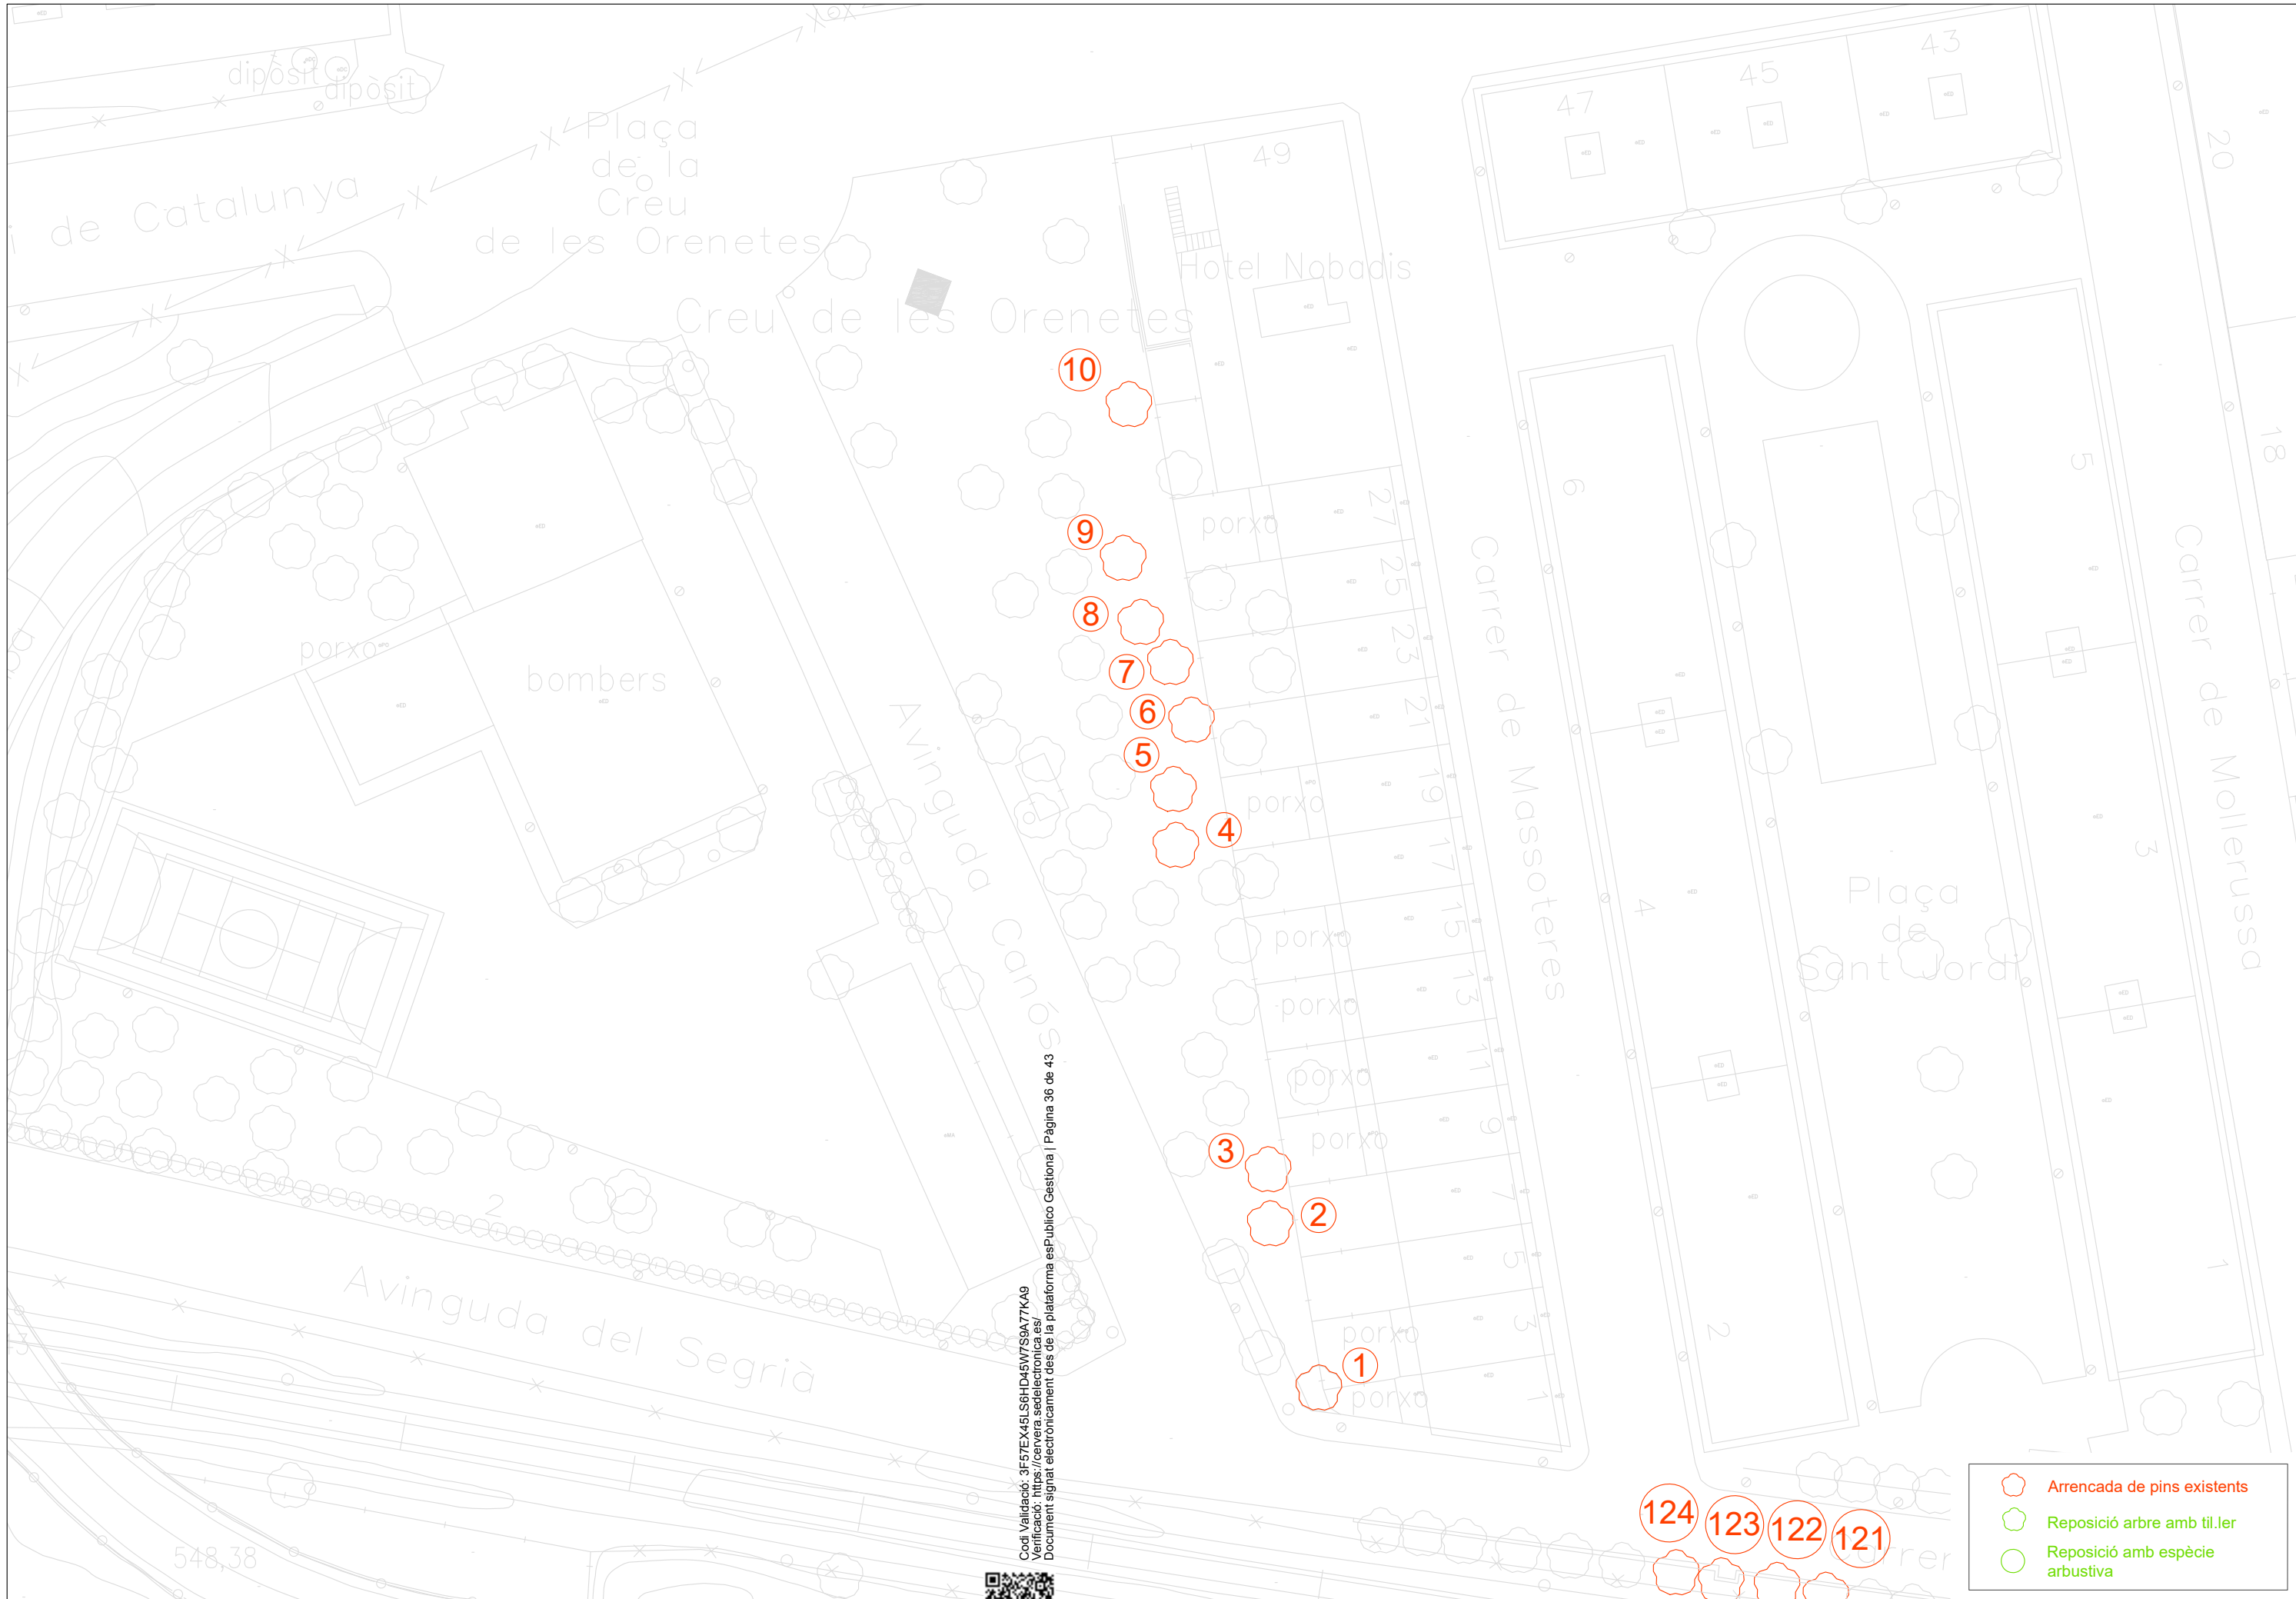 dipòsit
dipòsit
Plaça
de la
Creu
de les Orenetes
de Catalunya
Creu de les Orenetes
Hotel Nobadis
49
47
45
43
20
18
10
9
8
7
6
5
4
3
2
1
porxo
porxo
porxo
porxo
porxo
porxo
porxo
porxo
27
25
23
21
19
17
15
13
11
9
7
5
3
1
Carrer de Massoteres
6
4
2
Plaça
de
Sant Jordi
5
3
1
Carrer de Mollerussa
porxo
bombers
Avinguda Canós
2
Avinguda del Segrià
548,38
Codi Validació: 3F57EX45LS6HD45W7S9A77KA9
Verificació: https://cervera.sedelectronica.es/
Document signat electrònicament des de la plataforma esPublico Gestiona | Pàgina 36 de 43
124
123
122
121
Arrencada de pins existents
Reposició arbre amb til.ler
Reposició amb espècie
arbustiva